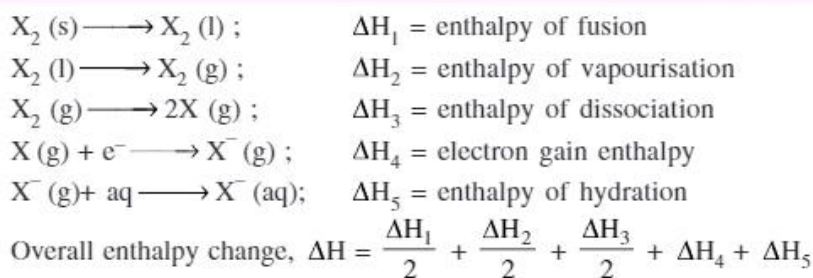 X₂ (s) ⟶ X₂ (l) ; ΔH₁ = enthalpy of fusion
X₂ (l) ⟶ X₂ (g) ; ΔH₂ = enthalpy of vapourisation
X₂ (g) ⟶ 2X (g) ; ΔH₃ = enthalpy of dissociation
X (g) + e⁻ ⟶ X⁻ (g) ; ΔH₄ = electron gain enthalpy
X⁻ (g)+ aq ⟶ X⁻ (aq); ΔH₅ = enthalpy of hydration
Overall enthalpy change, ΔH = ΔH₁/2 + ΔH₂/2 + ΔH₃/2 + ΔH₄ + ΔH₅